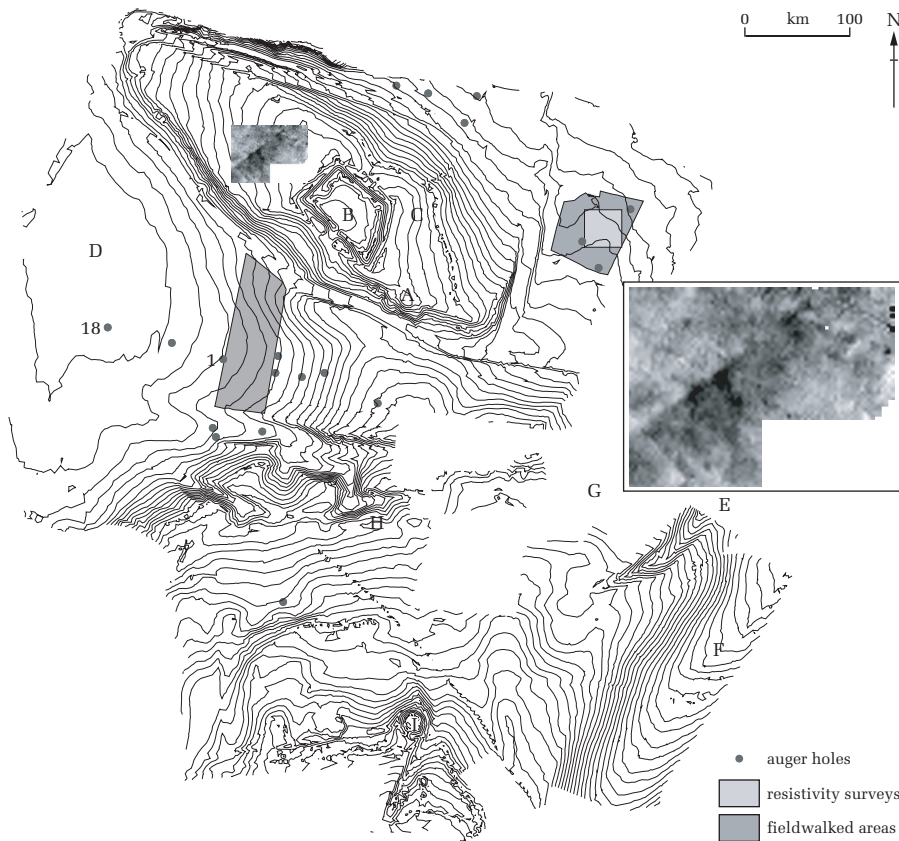 0 km 100
N
B
C
D
A
18
1
G
E
H
F
I
auger holes
resistivity surveys
fieldwalked areas